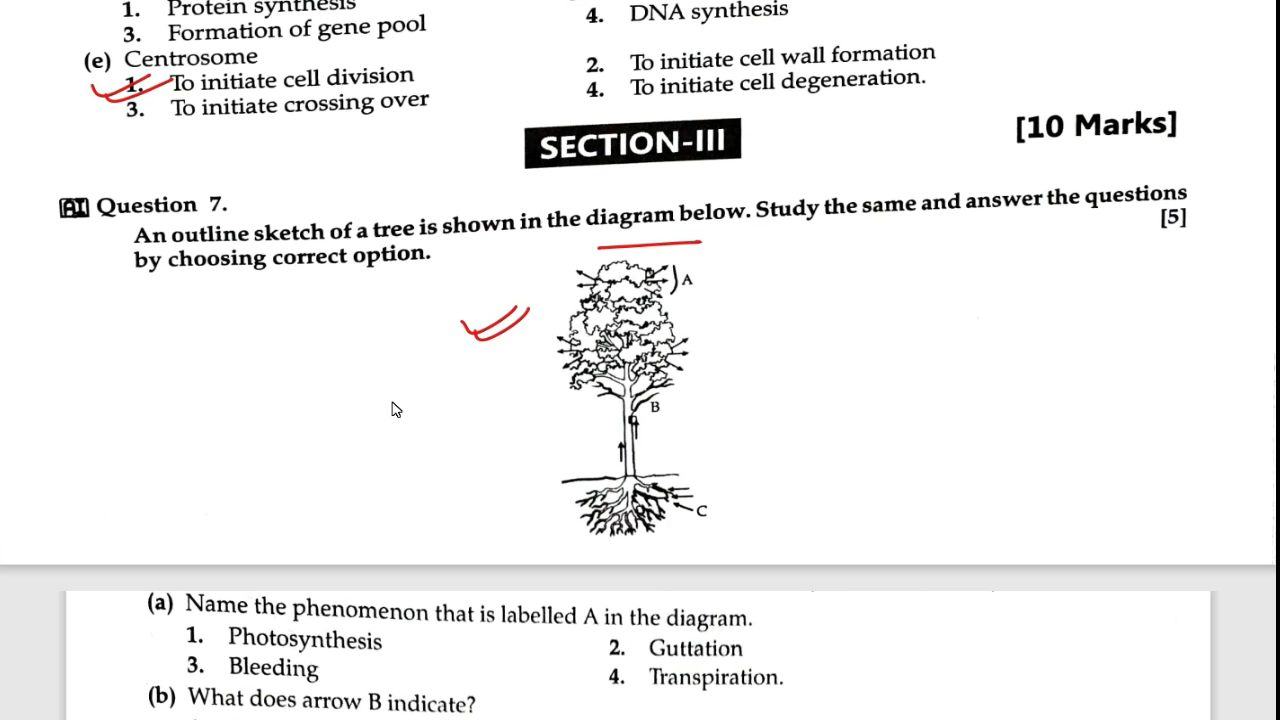 1. Protein synthesis
4. DNA synthesis
3. Formation of gene pool
(e) Centrosome
1. To initiate cell division
2. To initiate cell wall formation
3. To initiate crossing over
4. To initiate cell degeneration.
SECTION-III
[10 Marks]
AI Question 7.
An outline sketch of a tree is shown in the diagram below. Study the same and answer the questions
by choosing correct option.
[5]
A
B
C
(a) Name the phenomenon that is labelled A in the diagram.
1. Photosynthesis
2. Guttation
3. Bleeding
4. Transpiration.
(b) What does arrow B indicate?